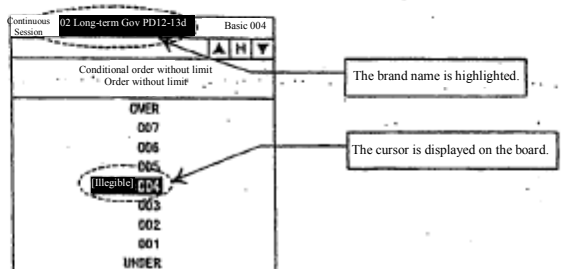 Continuous Session
02 Long-term Gov PD12-13d
Basic 004
▲ H ▼
Conditional order without limit
Order without limit
The brand name is highlighted.
OVER
007
006
005
[Illegible] 004
The cursor is displayed on the board.
003
002
001
UNDER